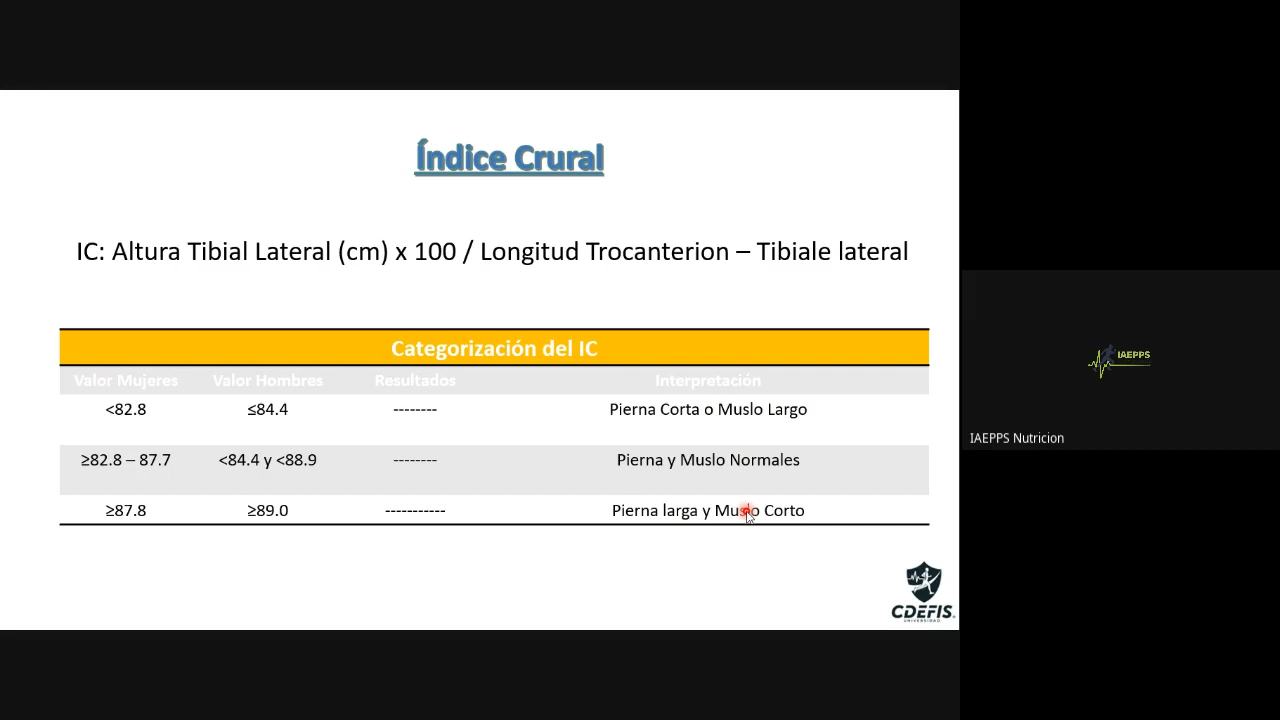 Índice Crural
IC: Altura Tibial Lateral (cm) x 100 / Longitud Trocanterion – Tibiale lateral
Categorización del IC
Valor Mujeres Valor Hombres Resultados Interpretación
<82.8 ≤84.4 -------- Pierna Corta o Muslo Largo
≥82.8 – 87.7 <84.4 y <88.9 -------- Pierna y Muslo Normales
≥87.8 ≥89.0 ----------- Pierna larga y Muslo Corto
IAEPPS
IAEPPS Nutricion
CDEFIS
UNIVERSIDAD